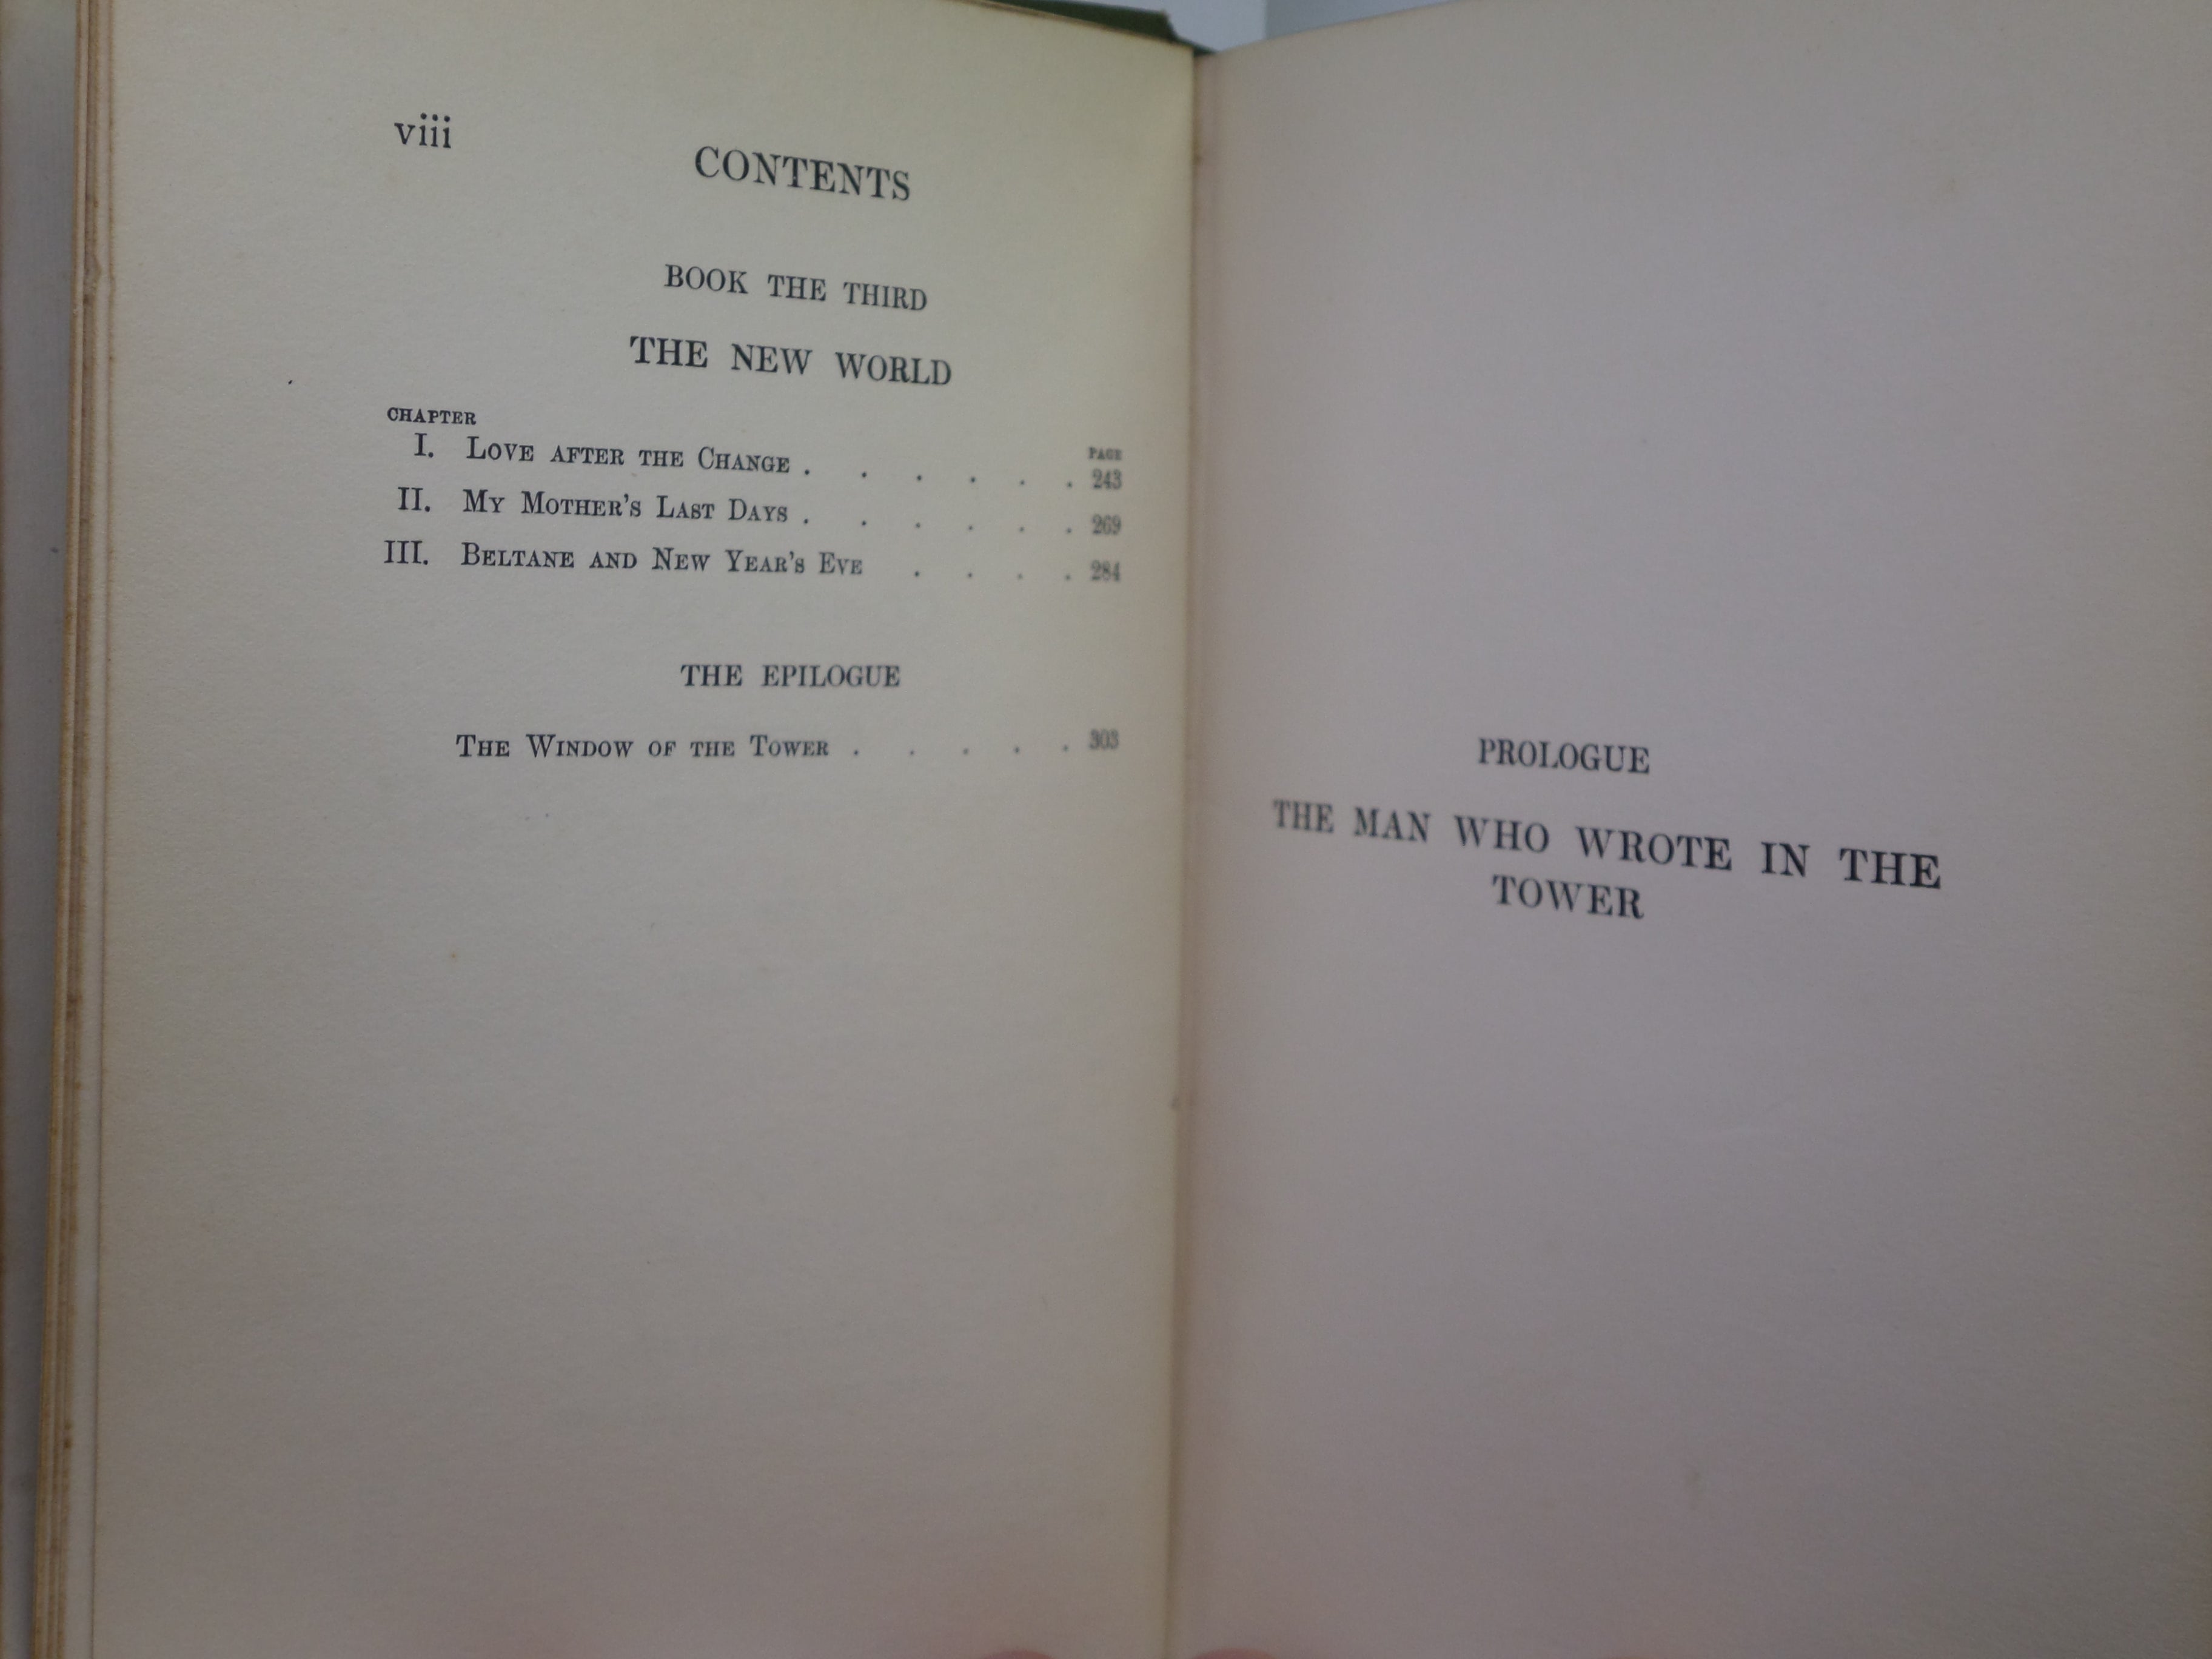 viii
CONTENTS
BOOK THE THIRD
THE NEW WORLD
CHAPTER
PAGE
I. LOVE AFTER THE CHANGE . . . . . . 243
II. MY MOTHER'S LAST DAYS . . . . . . 269
III. BELTANE AND NEW YEAR'S EVE . . . . 284
THE EPILOGUE
THE WINDOW OF THE TOWER . . . . . 303
PROLOGUE
THE MAN WHO WROTE IN THE
TOWER